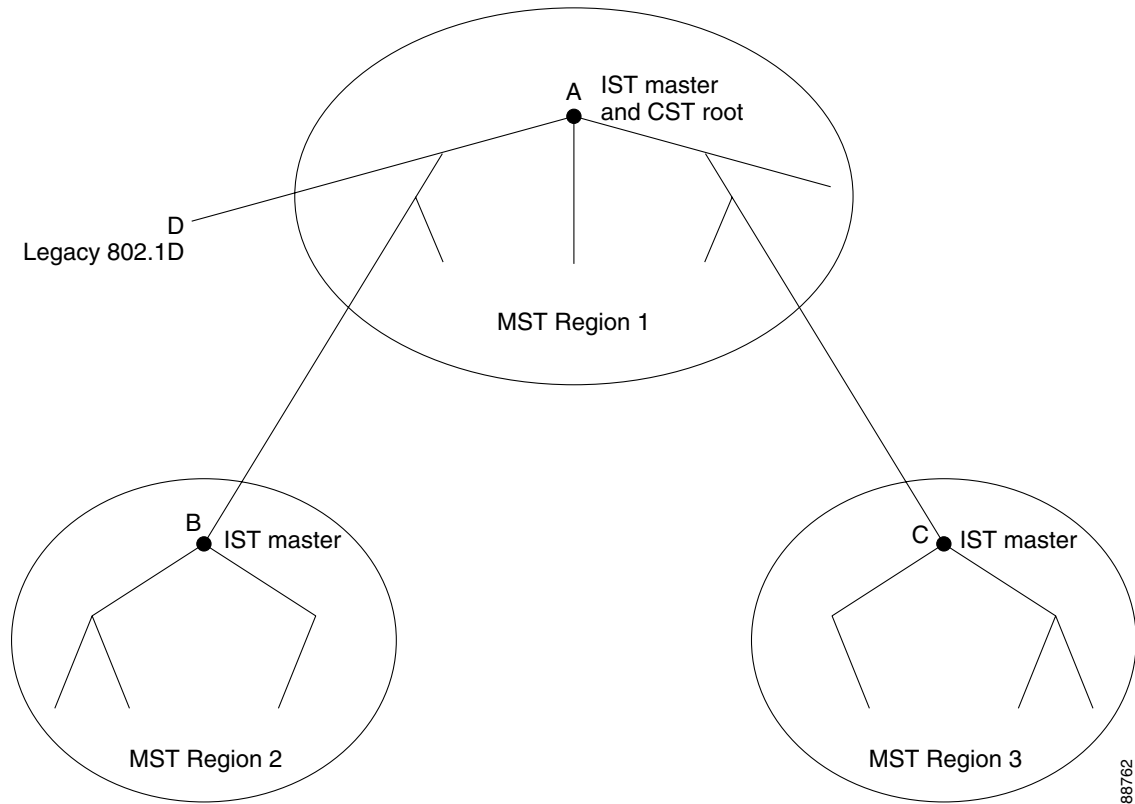 A
IST master
and CST root
D
Legacy 802.1D
MST Region 1
B
IST master
C
IST master
MST Region 2
MST Region 3
88762